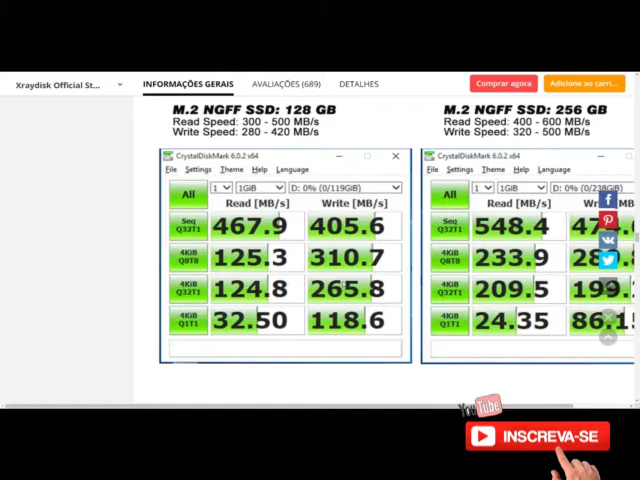 Xraydisk Official St...
INFORMAÇÕES GERAIS
AVALIAÇÕES (689)
DETALHES
Comprar agora
Adicione ao carri...
M.2 NGFF SSD: 128 GB
Read Speed: 300 - 500 MB/s
Write Speed: 280 - 420 MB/s
CrystalDiskMark 6.0.2 x64
File Settings Theme Help Language
All 1 1GiB D: 0% (0/119GiB)
Read [MB/s] Write [MB/s]
Seq Q32T1 467.9 405.6
4KiB Q8T8 125.3 310.7
4KiB Q32T1 124.8 265.8
4KiB Q1T1 32.50 118.6
M.2 NGFF SSD: 256 GB
Read Speed: 400 - 600 MB/s
Write Speed: 320 - 500 MB/s
CrystalDiskMark 6.0.2 x64
File Settings Theme Help Language
All 1 1GiB D: 0% (0/238GiB)
Read [MB/s]
Seq Q32T1 548.4
4KiB Q8T8 233.9
4KiB Q32T1 209.5
4KiB Q1T1 24.35
YouTube
INSCREVA-SE